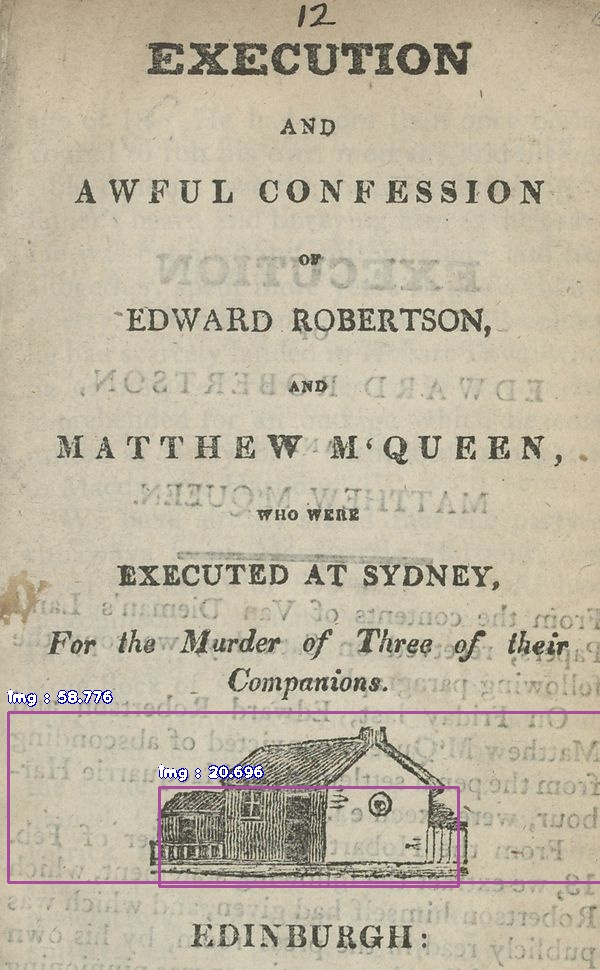 12
EXECUTION
AND
AWFUL CONFESSION
OF
EDWARD ROBERTSON,
AND
MATTHEW M‘QUEEN,
WHO WERE
EXECUTED AT SYDNEY,
For the Murder of Three of their
Companions.
img : 58.776
img : 20.696
EDINBURGH: